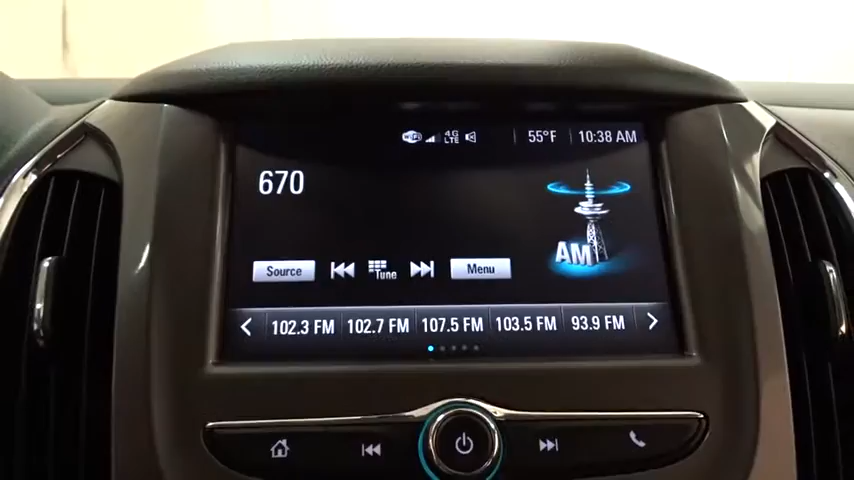 WiFi 4G LTE 55°F 10:38 AM
670
AM
Source Tune Menu
102.3 FM 102.7 FM 107.5 FM 103.5 FM 93.9 FM